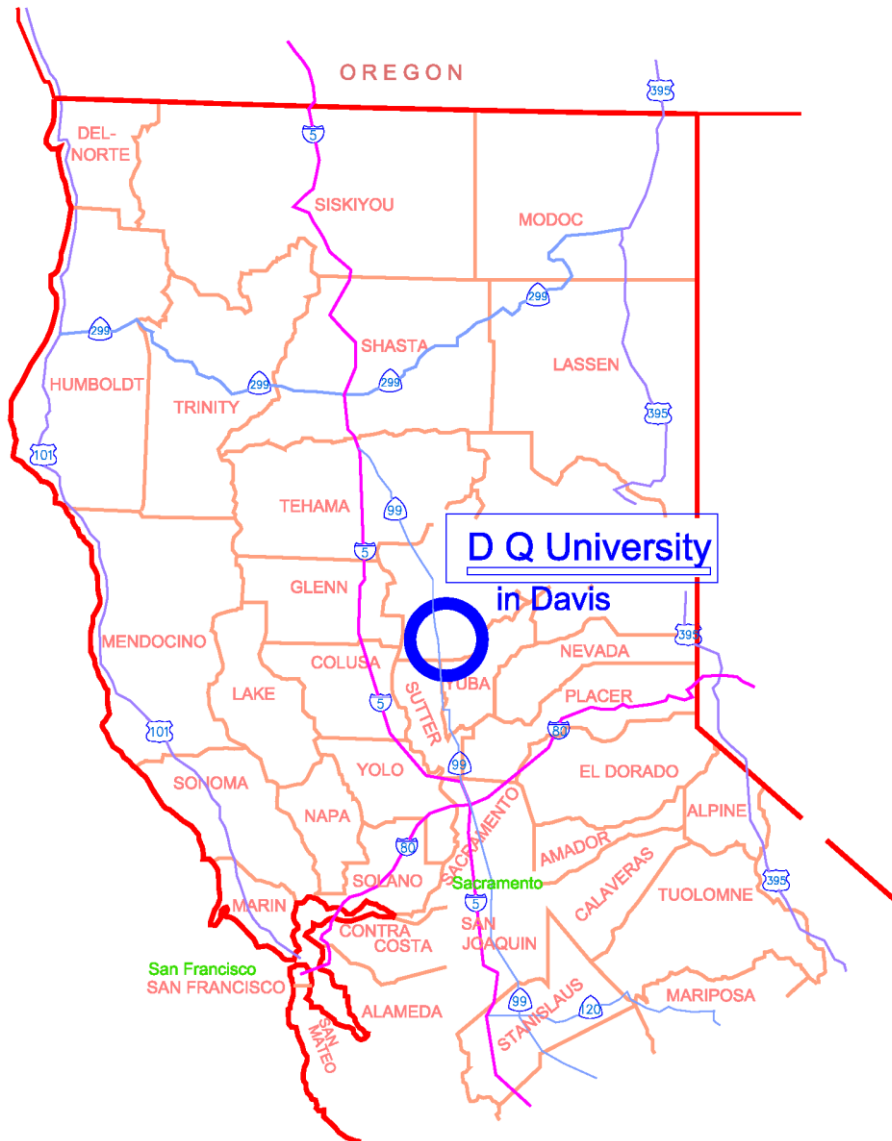 OREGON
395
DEL-
NORTE
5
SISKIYOU
MODOC
299
299
SHASTA
LASSEN
HUMBOLDT
TRINITY
299
299
395
101
TEHAMA
99
D Q University
in Davis
5
GLENN
MENDOCINO
COLUSA
NEVADA
395
LAKE
SUTTER
YUBA
PLACER
5
101
80
SONOMA
YOLO
99
EL DORADO
NAPA
SACRAMENTO
ALPINE
80
AMADOR
SOLANO
Sacramento
CALAVERAS
TUOLOMNE
395
MARIN
5
CONTRA
COSTA
SAN
JOAQUIN
San Francisco
SAN FRANCISCO
ALAMEDA
SAN
MATEO
99
STANISLAUS
120
MARIPOSA